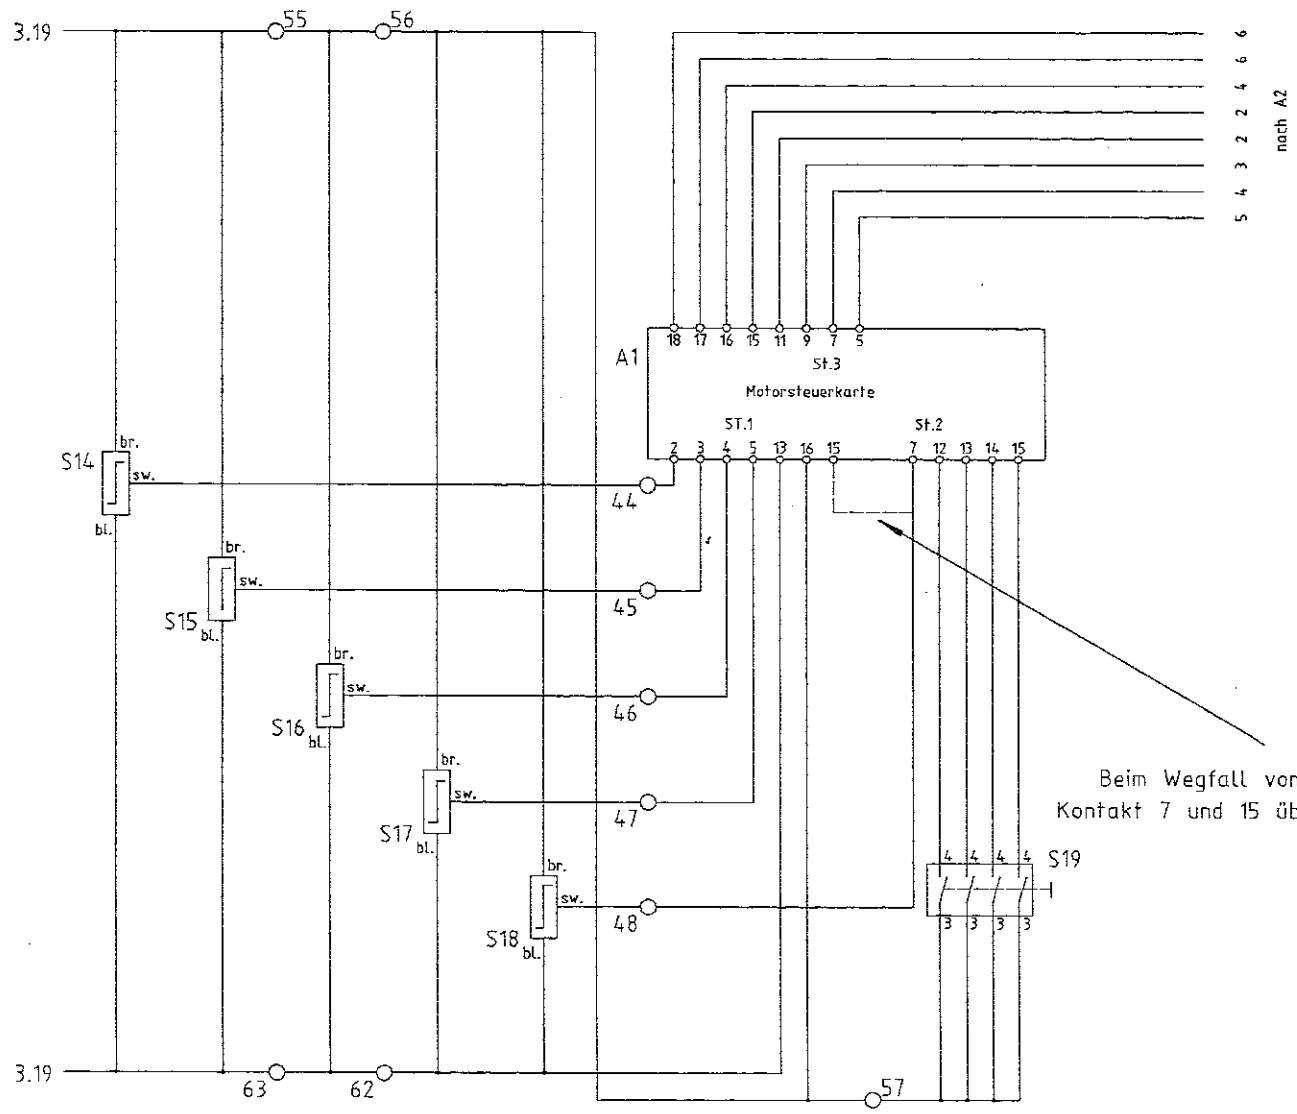 3.19
55
56
6
6
4
2
2
3
4
5
nach A2
18 17 16 15 11 9 7 5
A1
St.3
Motorsteuerkarte
ST.1
St.2
2 3 4 5 13 16 15 7 12 13 14 15
br.
S14
sw.
44
bl.
br.
sw.
45
S15
bl.
br.
sw.
46
S16
bl.
br.
Beim Wegfall von
sw.
47
Kontakt 7 und 15 üb
S17
bl.
4 4 4 4
S19
br.
sw.
48
3 3 3 3
S18
bl.
3.19
63
62
57